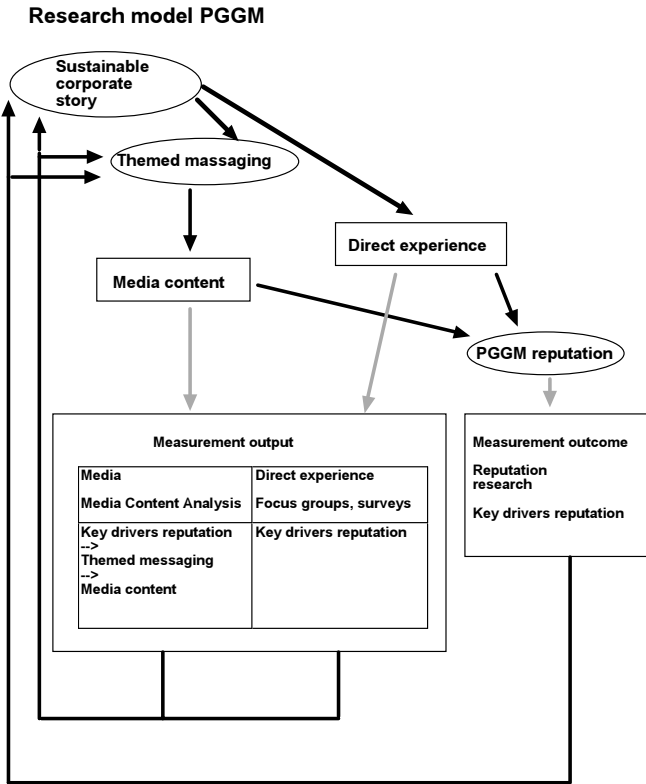 Research model PGGM
Sustainable
corporate
story
Themed massaging
Direct experience
Media content
PGGM reputation
Measurement output
Media
Media Content Analysis
Direct experience
Focus groups, surveys
Key drivers reputation
-->
Themed messaging
-->
Media content
Key drivers reputation
Measurement outcome
Reputation
research
Key drivers reputation